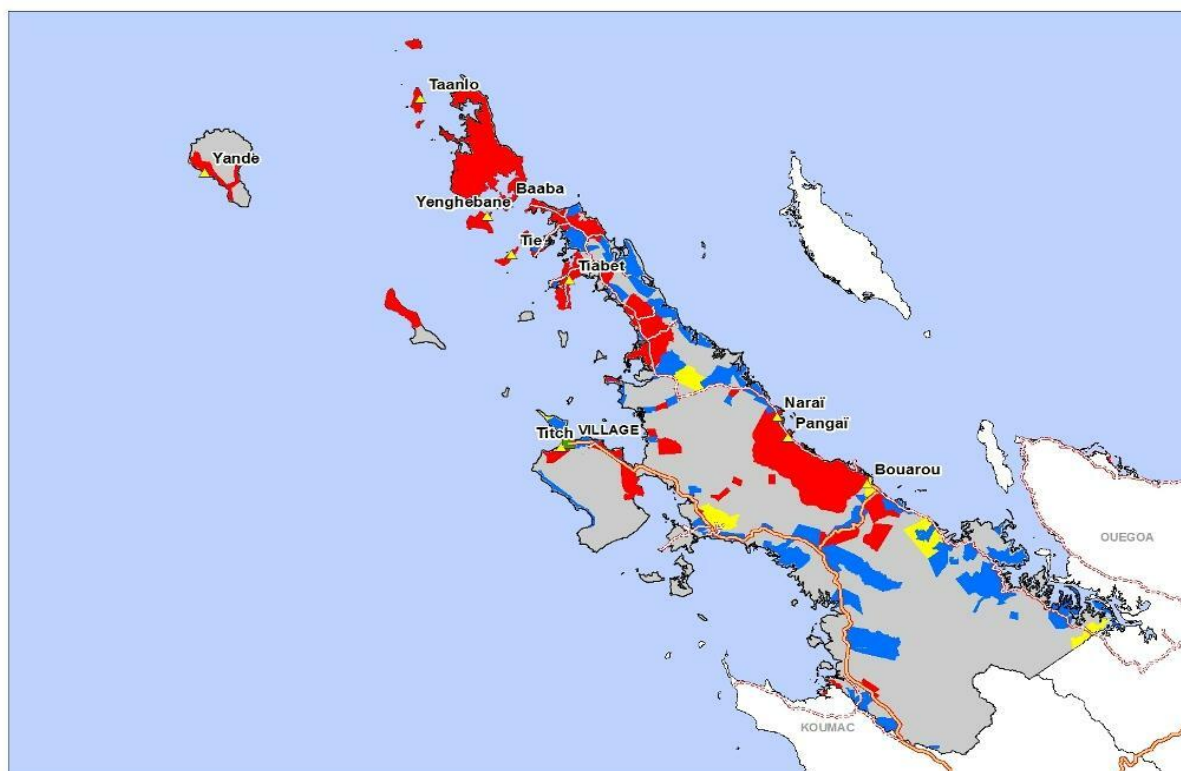 Taanlo
Yande
Baaba
Yenghebane
Tie
Tiabet
Naraï
Pangaï
Titch
VILLAGE
Bouarou
OUEGOA
KOUMAC